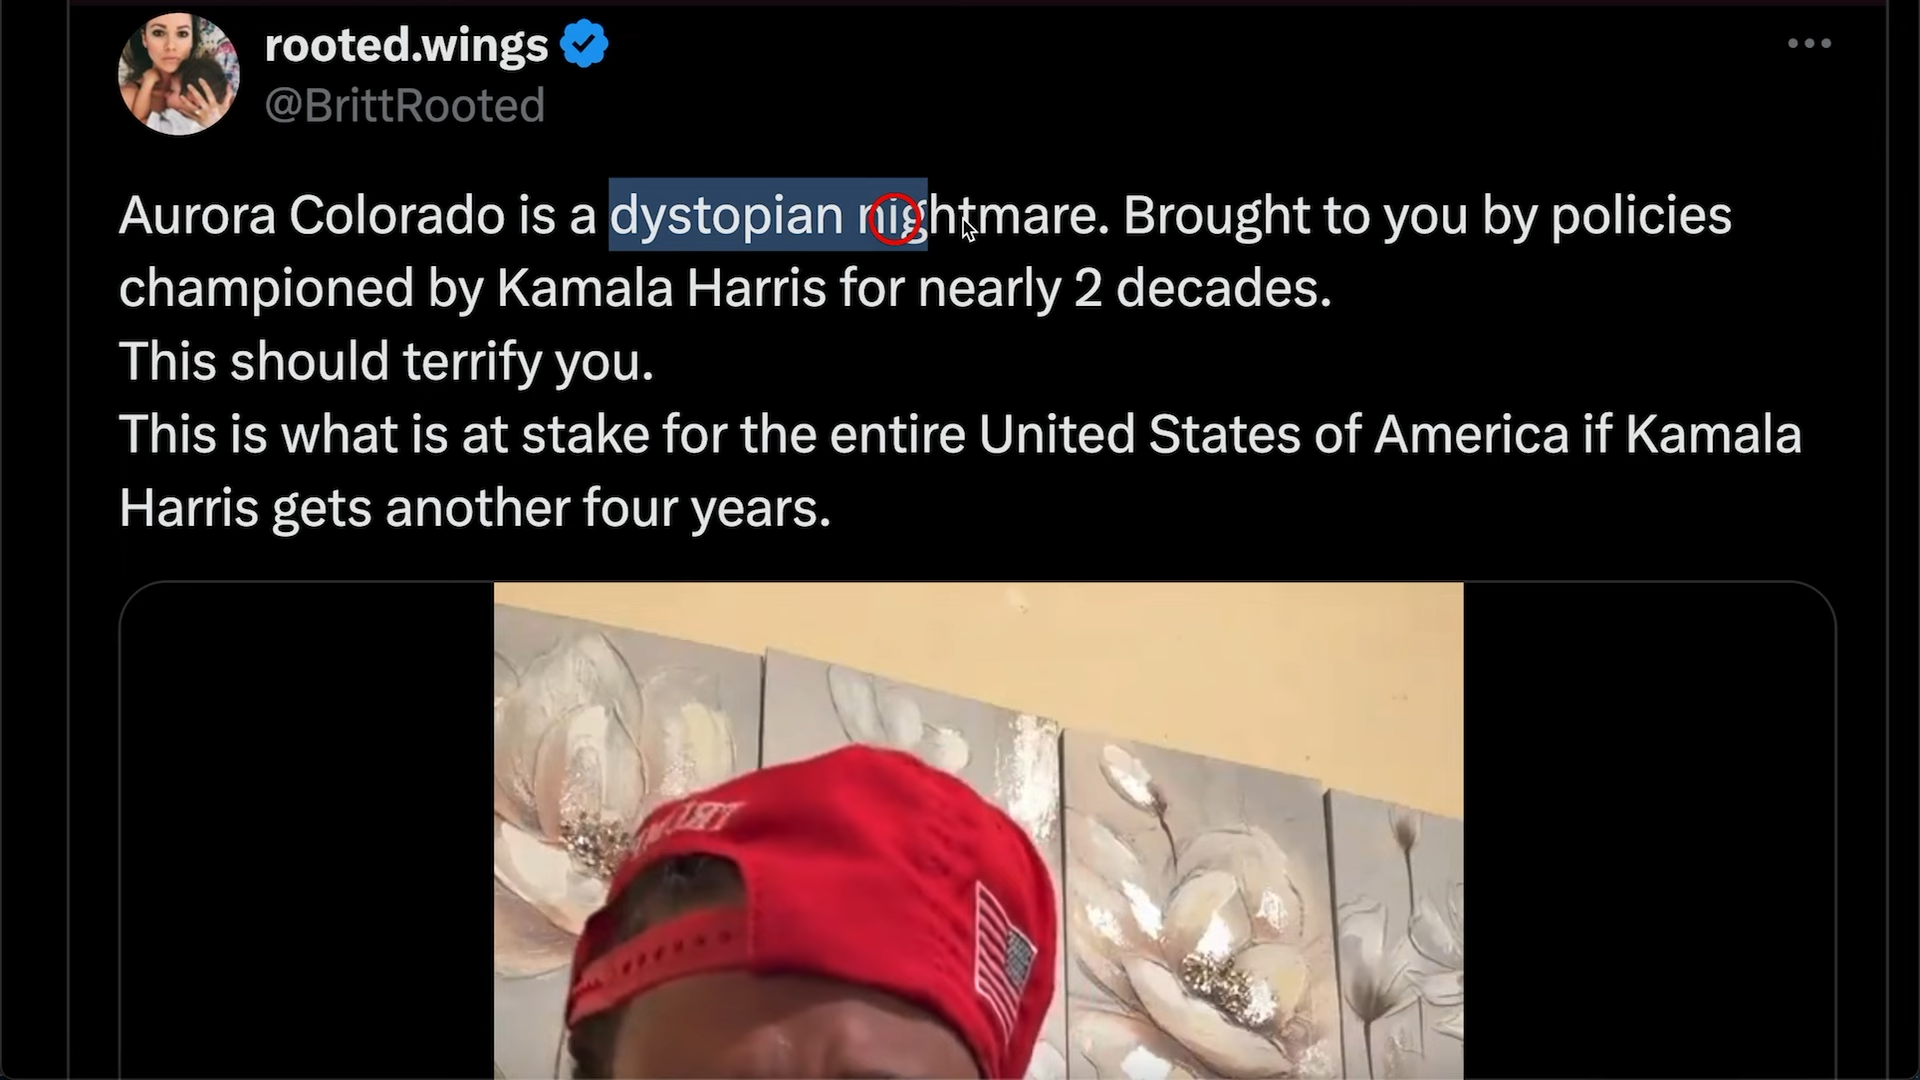 rooted.wings
@BrittRooted
Aurora Colorado is a dystopian nightmare. Brought to you by policies
championed by Kamala Harris for nearly 2 decades.
This should terrify you.
This is what is at stake for the entire United States of America if Kamala
Harris gets another four years.